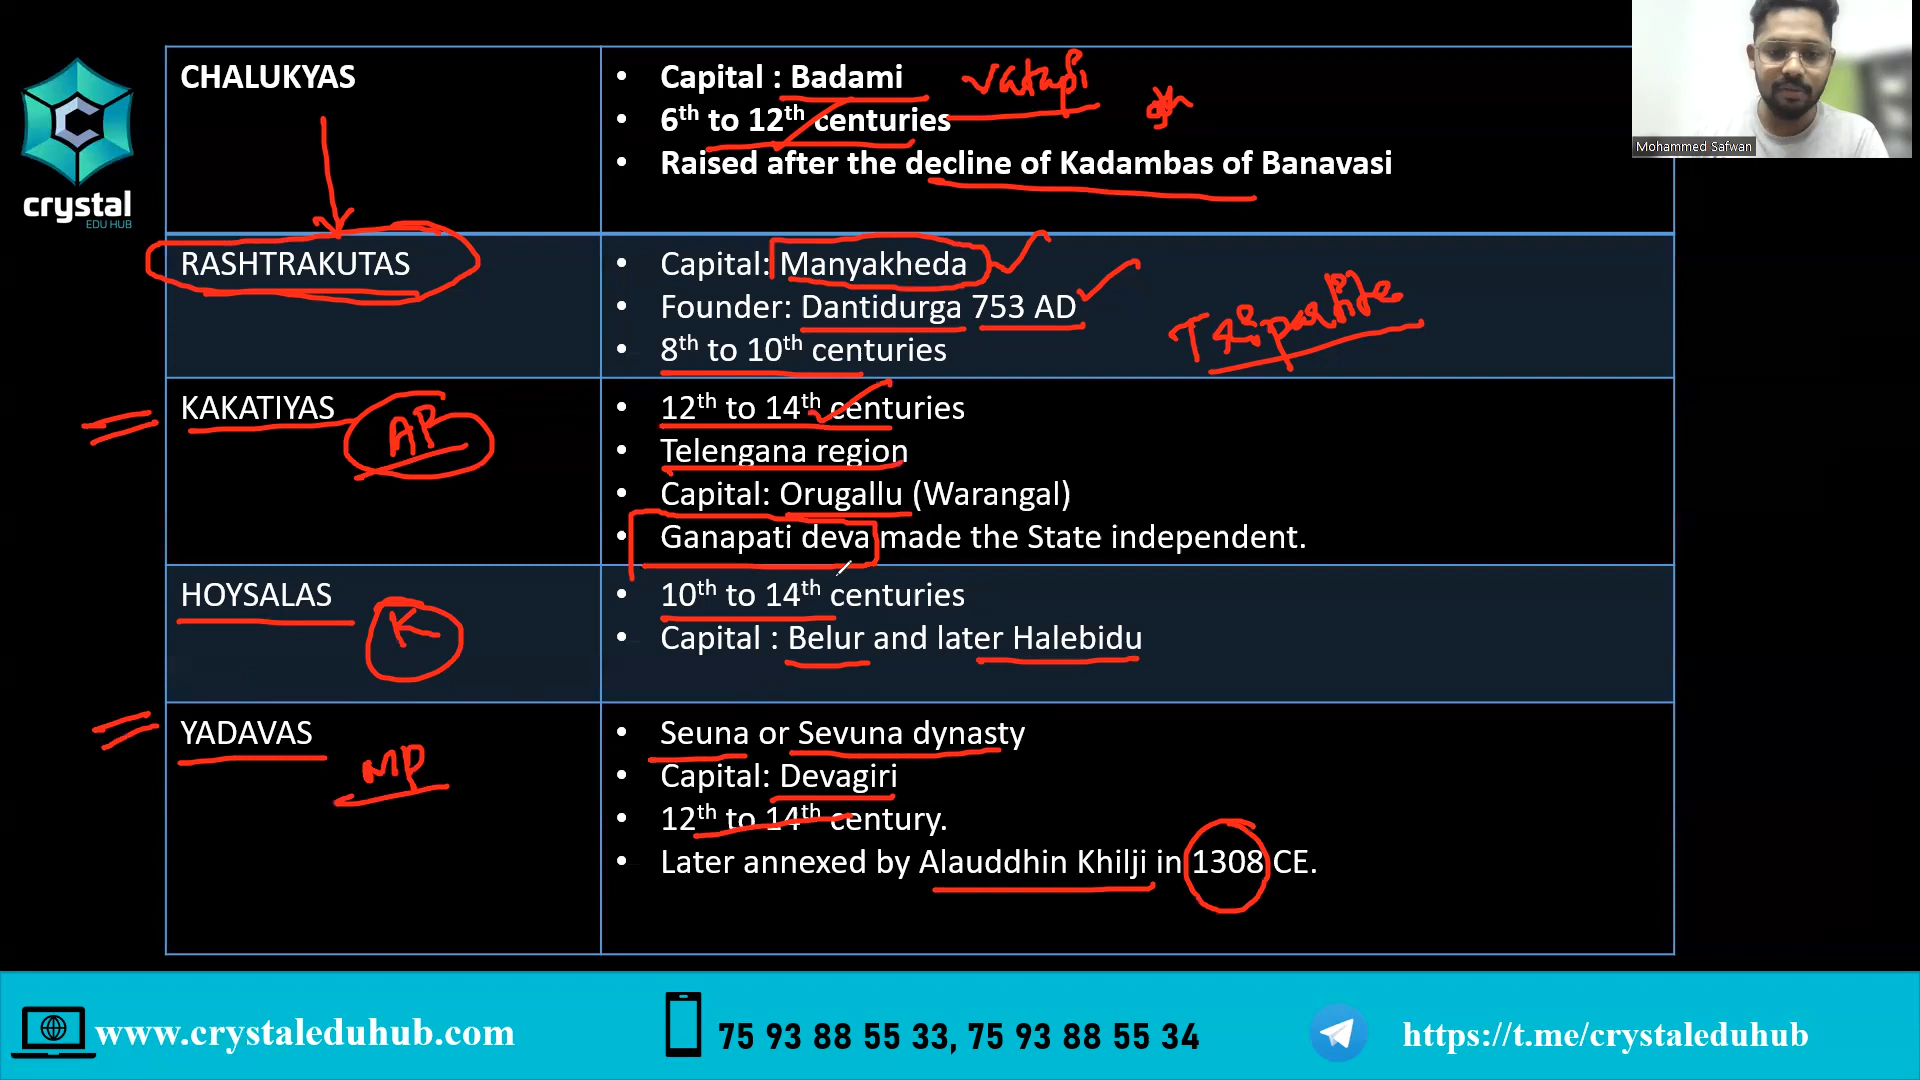 CHALUKYAS
• Capital : Badami vatapi
• 6th to 12th centuries
• Raised after the decline of Kadambas of Banavasi
Mohammed Safwan
crystal
EDU HUB
RASHTRAKUTAS
• Capital: Manyakheda
• Founder: Dantidurga 753 AD
• 8th to 10th centuries
Tripartite
KAKATIYAS
AP
• 12th to 14th centuries
• Telengana region
• Capital: Orugallu (Warangal)
• Ganapati deva made the State independent.
HOYSALAS
K
• 10th to 14th centuries
• Capital : Belur and later Halebidu
YADAVAS
MP
• Seuna or Sevuna dynasty
• Capital: Devagiri
• 12th to 14th century.
• Later annexed by Alauddhin Khilji in 1308 CE.
www.crystaleduhub.com
75 93 88 55 33, 75 93 88 55 34
https://t.me/crystaleduhub